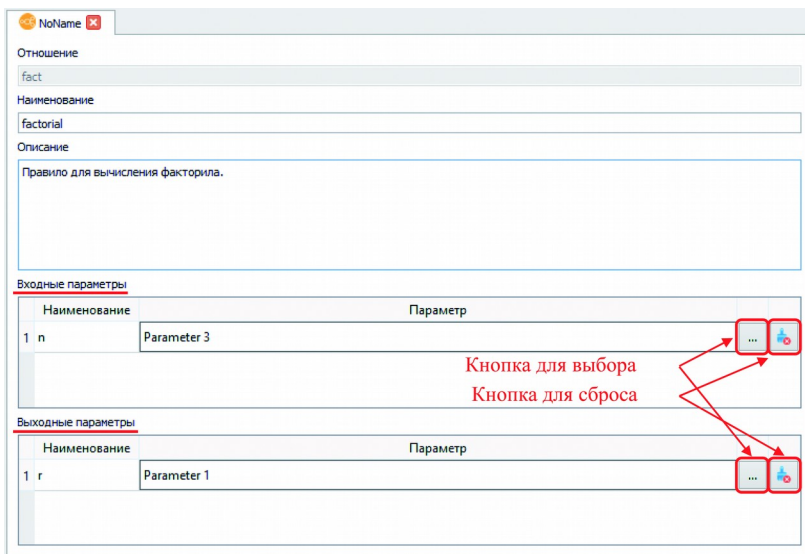 NoName
Отношение
fact
Наименование
factorial
Описание
Правило для вычисления факторила.
Входные параметры
Наименование Параметр
1 n Parameter 3 ...
Кнопка для выбора
Кнопка для сброса
Выходные параметры
Наименование Параметр
1 r Parameter 1 ...